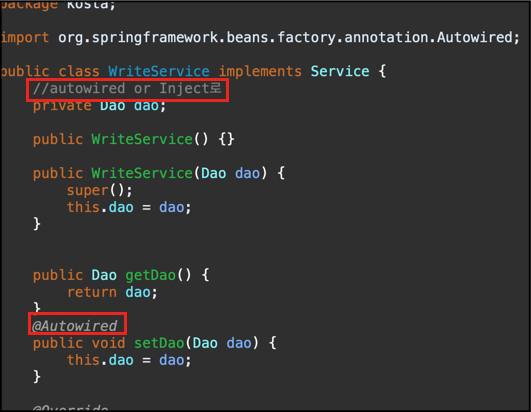 package kosta;
import org.springframework.beans.factory.annotation.Autowired;
public class WriteService implements Service {
//autowired or Inject로
private Dao dao;
public WriteService() {}
public WriteService(Dao dao) {
super();
this.dao = dao;
}
public Dao getDao() {
return dao;
}
@Autowired
public void setDao(Dao dao) {
this.dao = dao;
}
@Override